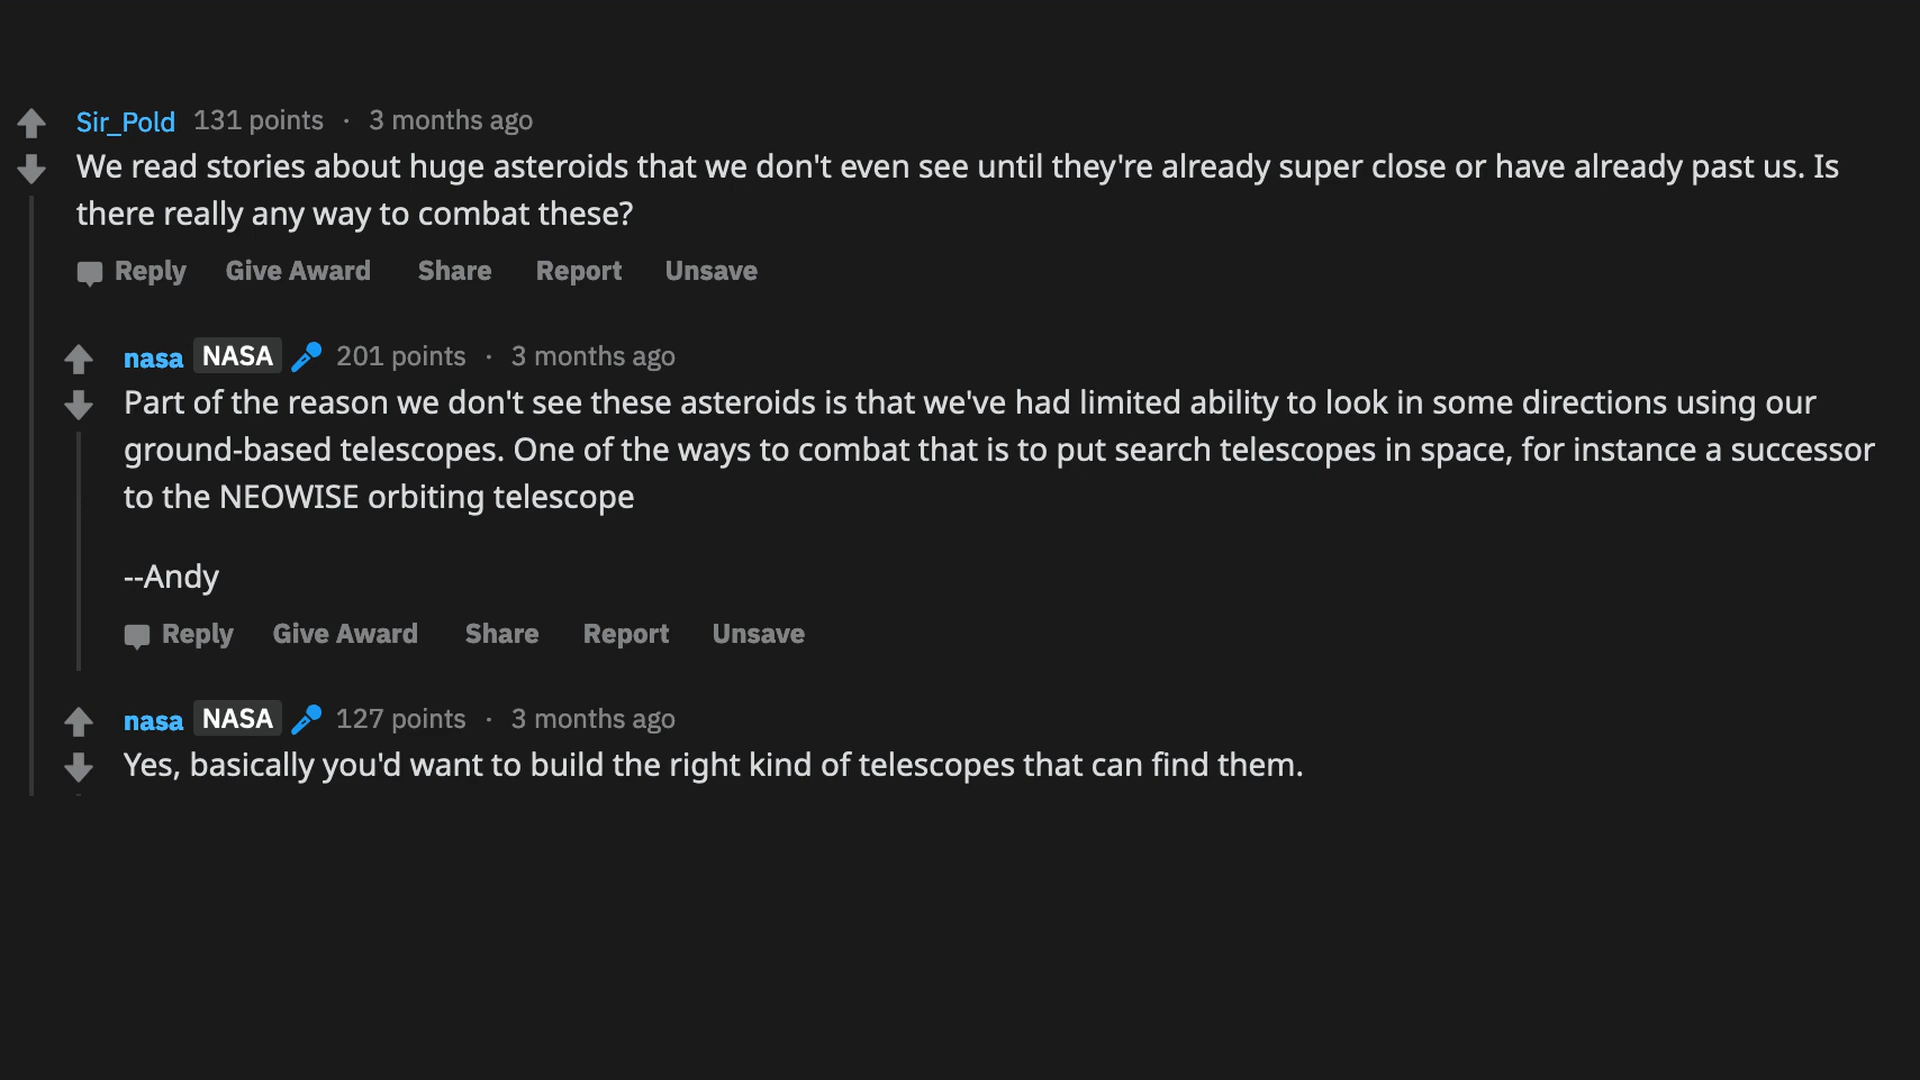 Sir_Pold 131 points · 3 months ago
We read stories about huge asteroids that we don't even see until they're already super close or have already past us. Is
there really any way to combat these?
Reply Give Award Share Report Unsave
nasa NASA 201 points · 3 months ago
Part of the reason we don't see these asteroids is that we've had limited ability to look in some directions using our
ground-based telescopes. One of the ways to combat that is to put search telescopes in space, for instance a successor
to the NEOWISE orbiting telescope
--Andy
Reply Give Award Share Report Unsave
nasa NASA 127 points · 3 months ago
Yes, basically you'd want to build the right kind of telescopes that can find them.